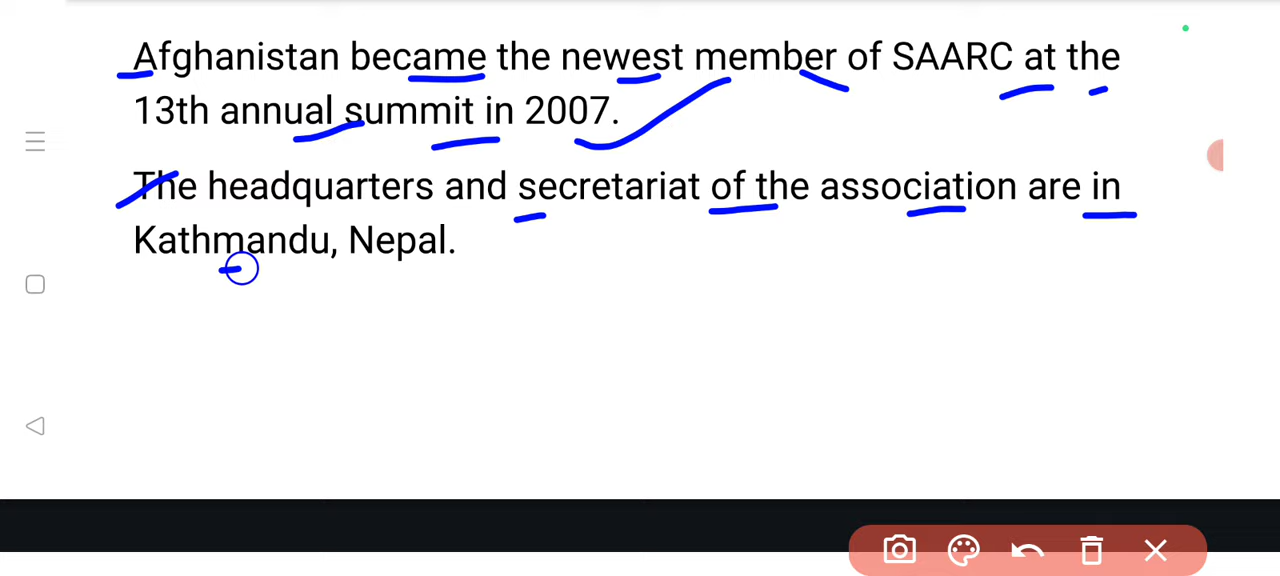 Afghanistan became the newest member of SAARC at the
13th annual summit in 2007.
The headquarters and secretariat of the association are in
Kathmandu, Nepal.